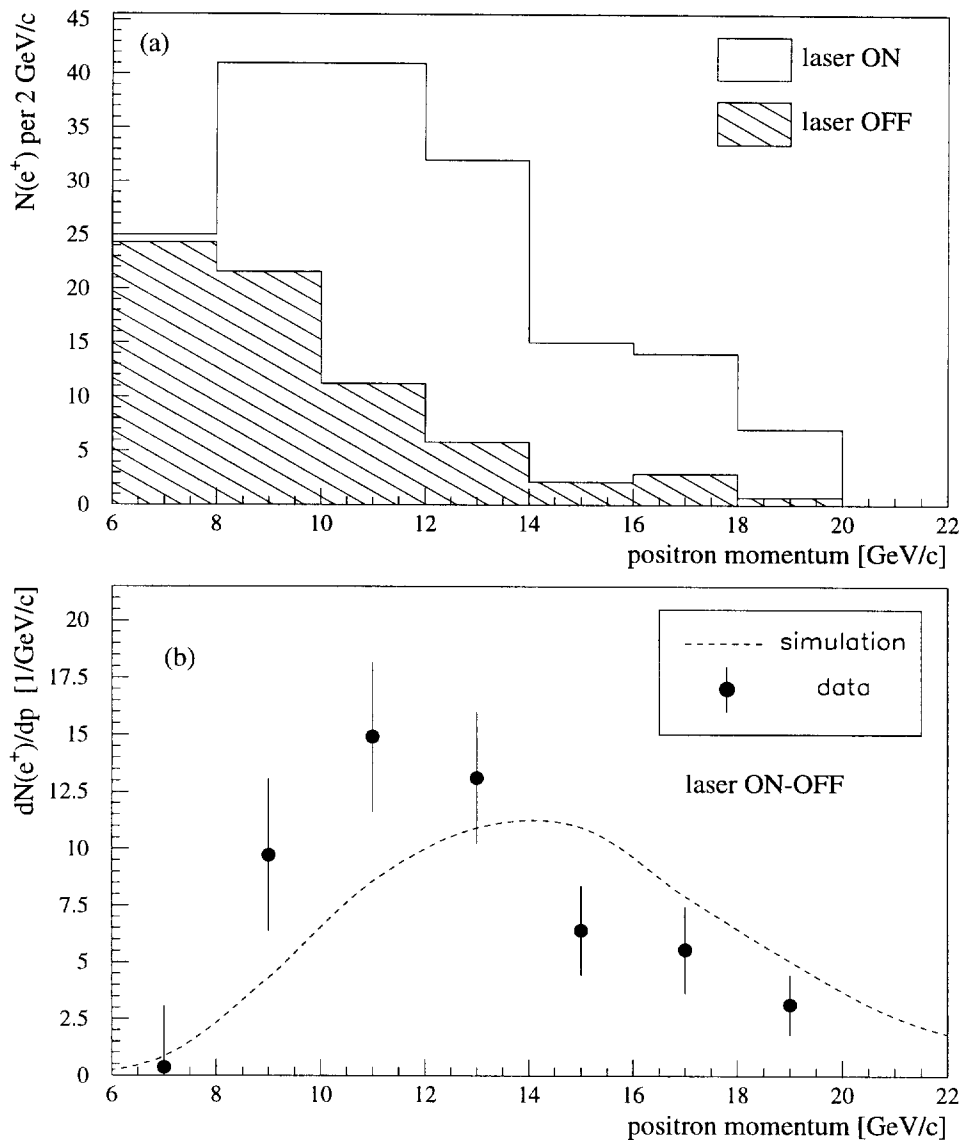 N(e⁺) per 2 GeV/c
45
40
35
30
25
20
15
10
5
0
(a)
laser ON
laser OFF
6 8 10 12 14 16 18 20 22
positron momentum [GeV/c]
dN(e⁺)/dp [1/GeV/c]
20
17.5
15
12.5
10
7.5
5
2.5
0
(b)
simulation
data
laser ON-OFF
6 8 10 12 14 16 18 20 22
positron momentum [GeV/c]